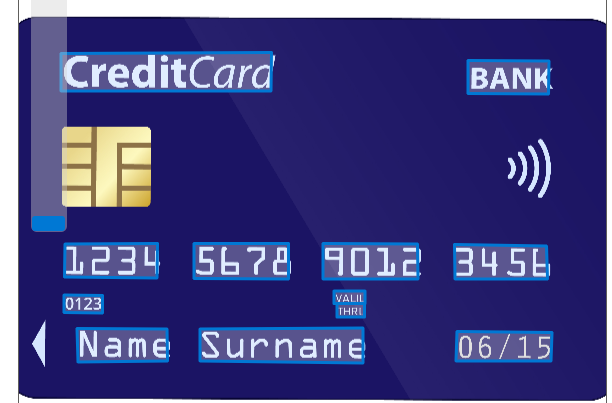 CreditCard BANK
1234 5678 9012 3456
0123 VALID
THRU
Name Surname 06/15